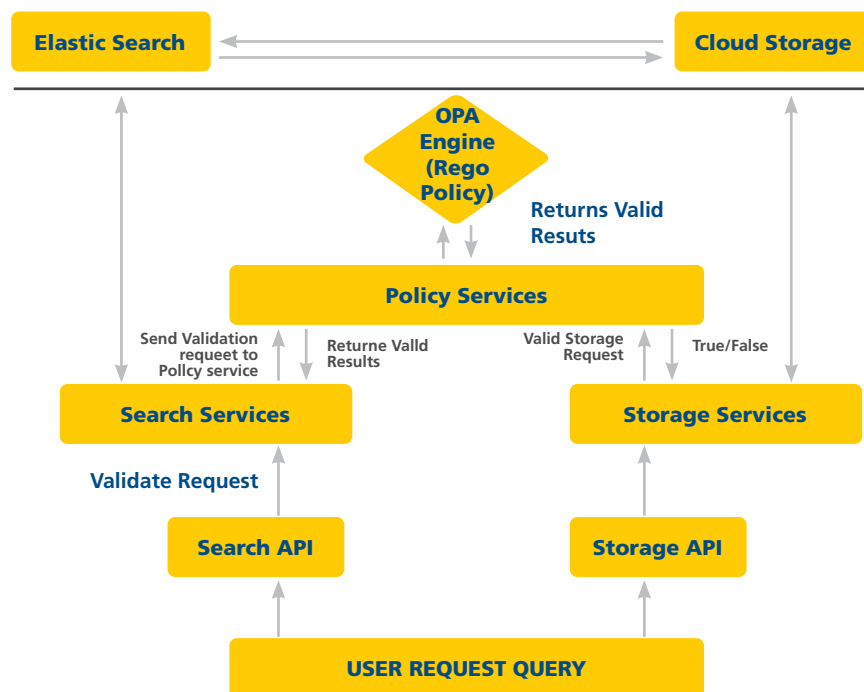 Elastic Search
Cloud Storage
OPA
Engine
(Rego
Policy)
Returns Valid
Resuts
Policy Services
Send Validation
requeet to
Pollcy service
Returne Valld
Results
Valid Storage
Request
True/False
Search Services
Storage Services
Validate Request
Search API
Storage API
USER REQUEST QUERY